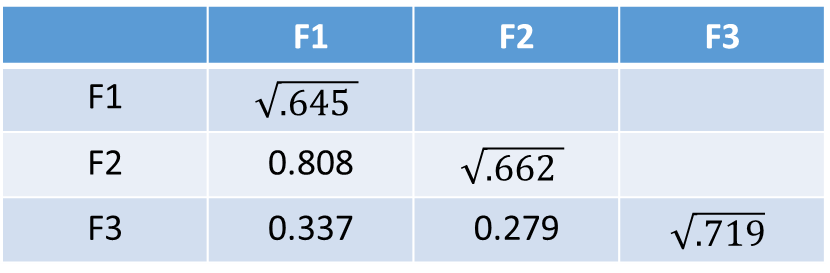 F1 F2 F3
F1 √.645
F2 0.808 √.662
F3 0.337 0.279 √.719